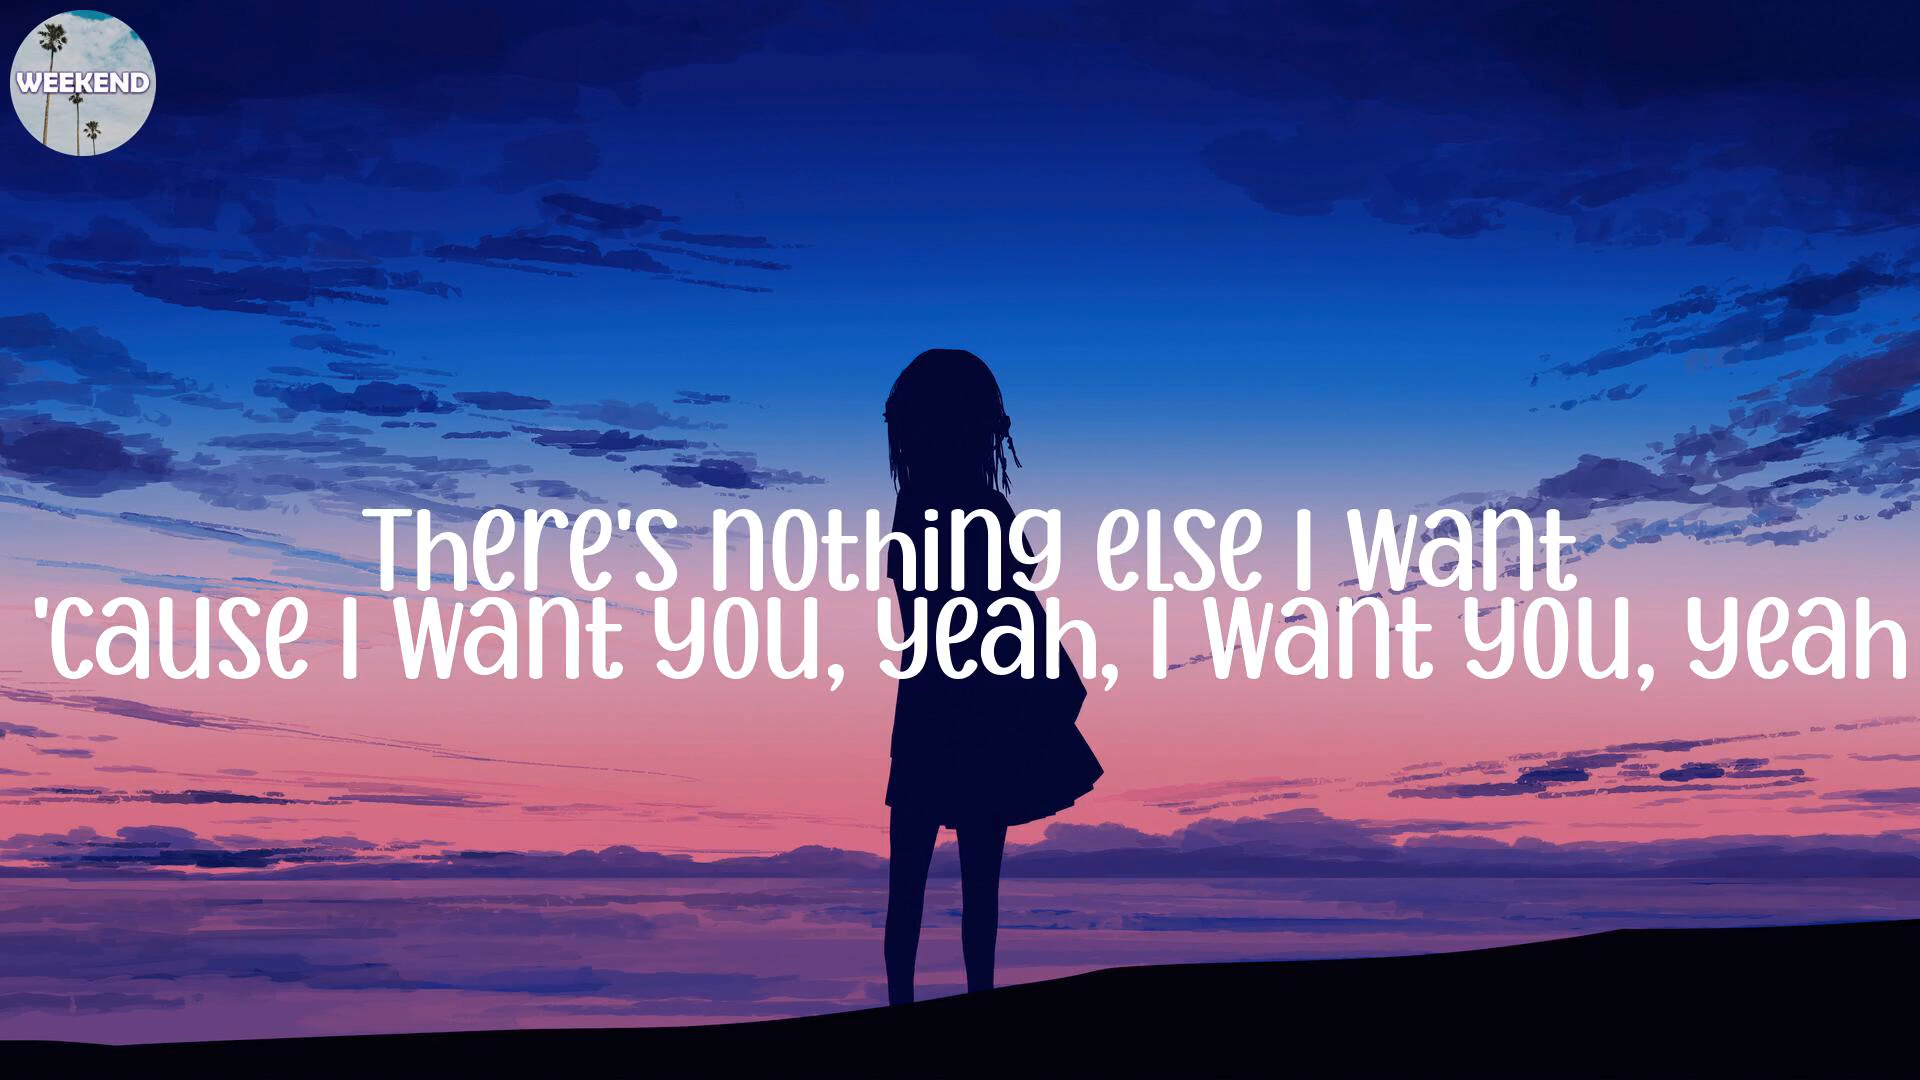 WEEKEND
There's nothing else I want
'cause I want you, yeah, I want you, yeah